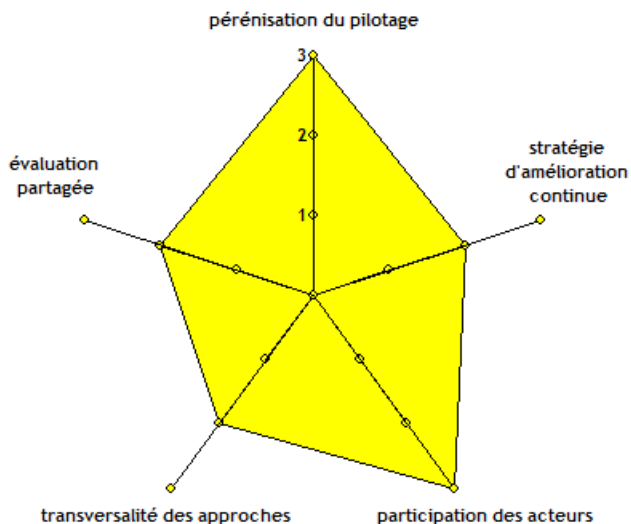 pérénisation du pilotage
3
2
1
évaluation
partagée
stratégie
d'amélioration
continue
transversalité des approches
participation des acteurs